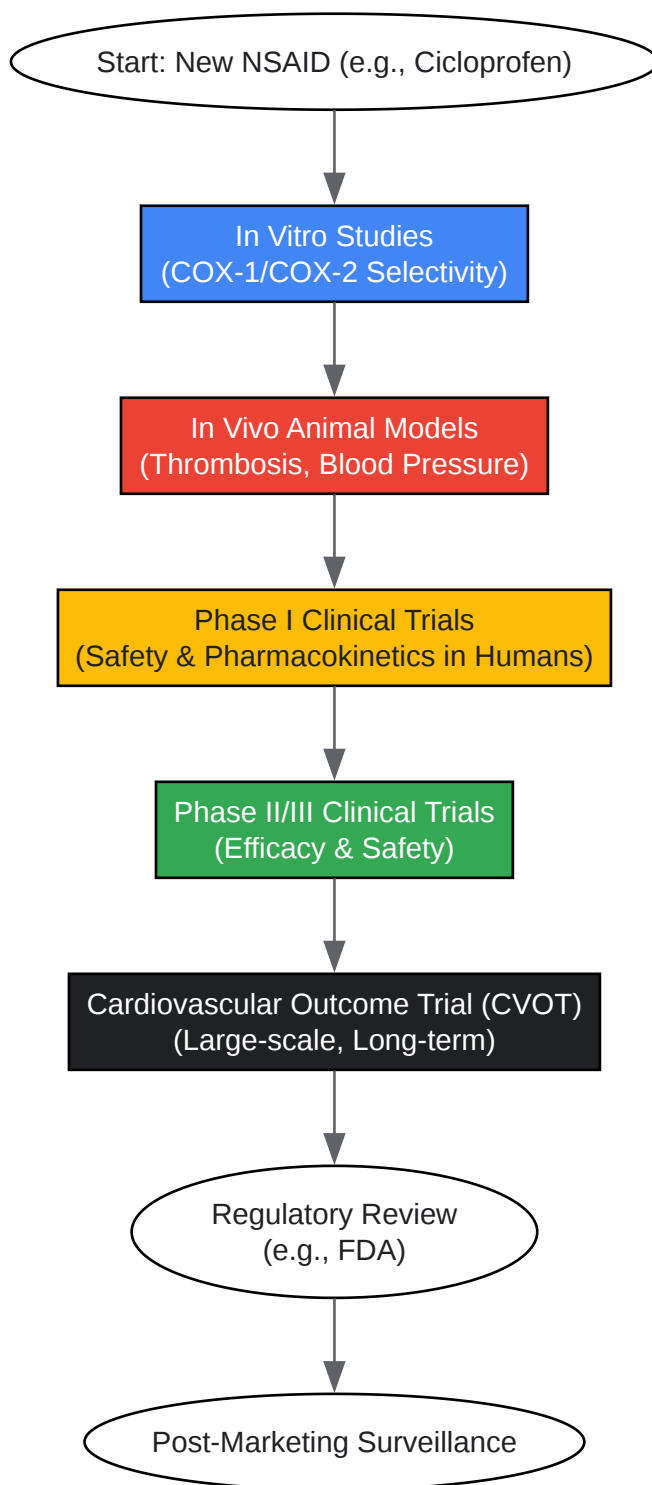 Start: New NSAID (e.g., Cicloprofen)
In Vitro Studies
(COX-1/COX-2 Selectivity)
In Vivo Animal Models
(Thrombosis, Blood Pressure)
Phase I Clinical Trials
(Safety & Pharmacokinetics in Humans)
Phase II/III Clinical Trials
(Efficacy & Safety)
Cardiovascular Outcome Trial (CVOT)
(Large-scale, Long-term)
Regulatory Review
(e.g., FDA)
Post-Marketing Surveillance